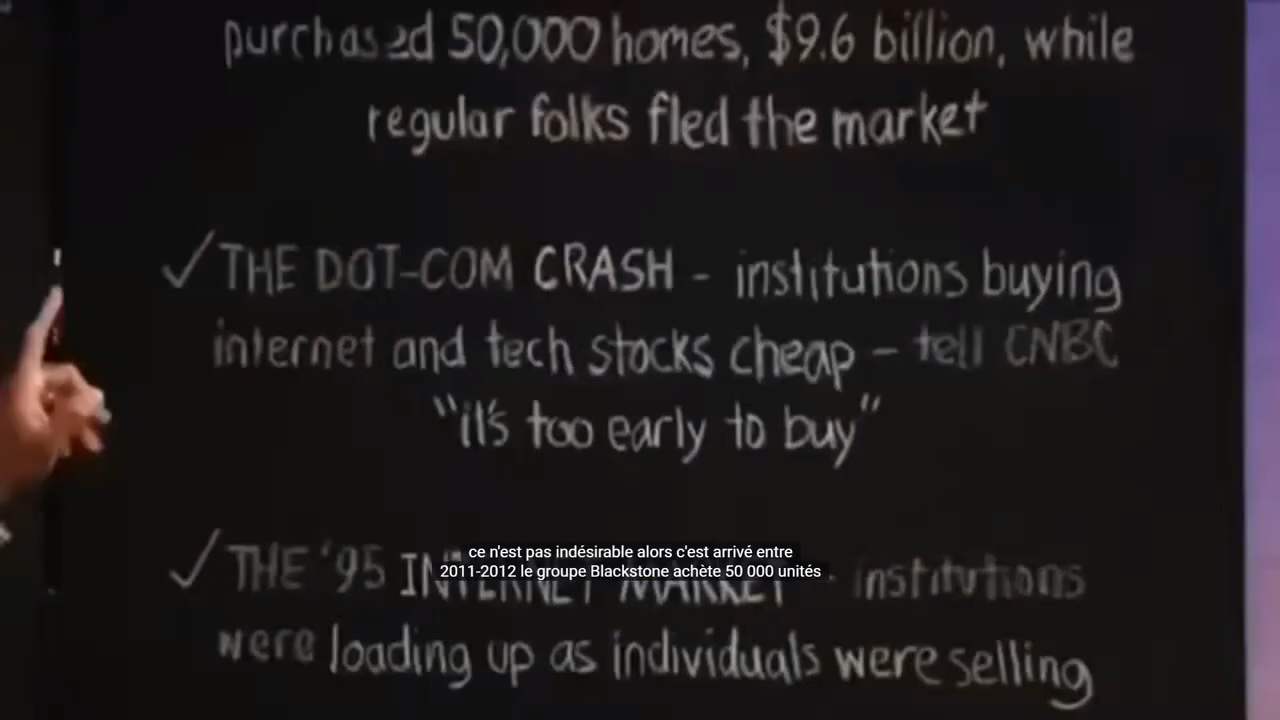 purchased 50,000 homes, $9.6 billion, while
regular folks fled the market
✓ THE DOT-COM CRASH - institutions buying
internet and tech stocks cheap - tell CNBC
"it's too early to buy"
✓ THE '95 INTERNET MARKET - institutions
were loading up as individuals were selling
ce n'est pas indésirable alors c'est arrivé entre
2011-2012 le groupe Blackstone achète 50 000 unités